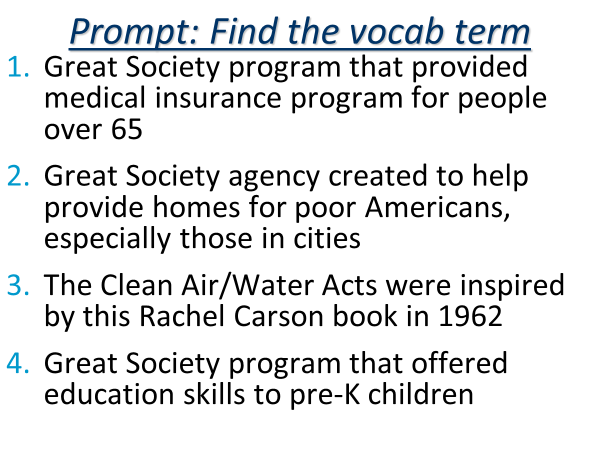 Prompt: Find the vocab term
1. Great Society program that provided
medical insurance program for people
over 65
2. Great Society agency created to help
provide homes for poor Americans,
especially those in cities
3. The Clean Air/Water Acts were inspired
by this Rachel Carson book in 1962
4. Great Society program that offered
education skills to pre-K children